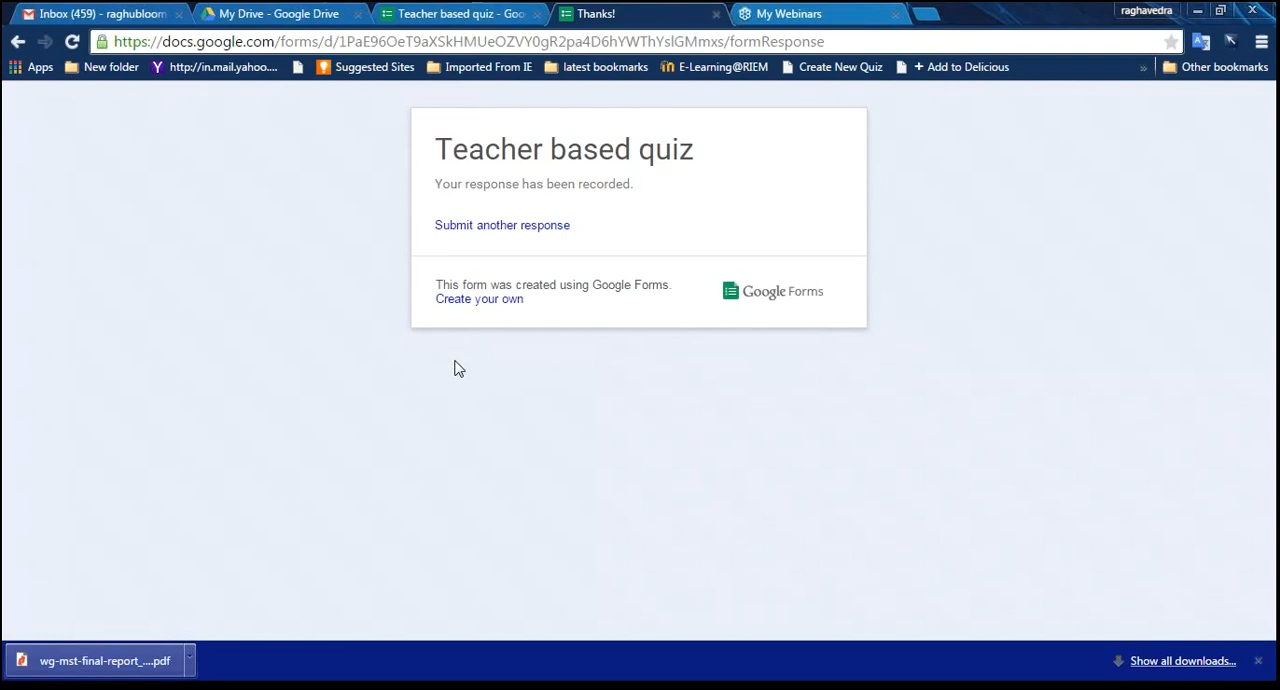 Inbox (459) - raghubloom
My Drive - Google Drive
Teacher based quiz - Goo
Thanks!
My Webinars
raghavedra
https://docs.google.com/forms/d/1PaE96OeT9aXSkHMUeOZVY0gR2pa4D6hYWThYslGMmxs/formResponse
Apps
New folder
http://in.mail.yahoo....
Suggested Sites
Imported From IE
latest bookmarks
E-Learning@RIEM
Create New Quiz
+ Add to Delicious
»
Other bookmarks
Teacher based quiz
Your response has been recorded.
Submit another response
This form was created using Google Forms.
Create your own
Google Forms
wg-mst-final-report_....pdf
Show all downloads...